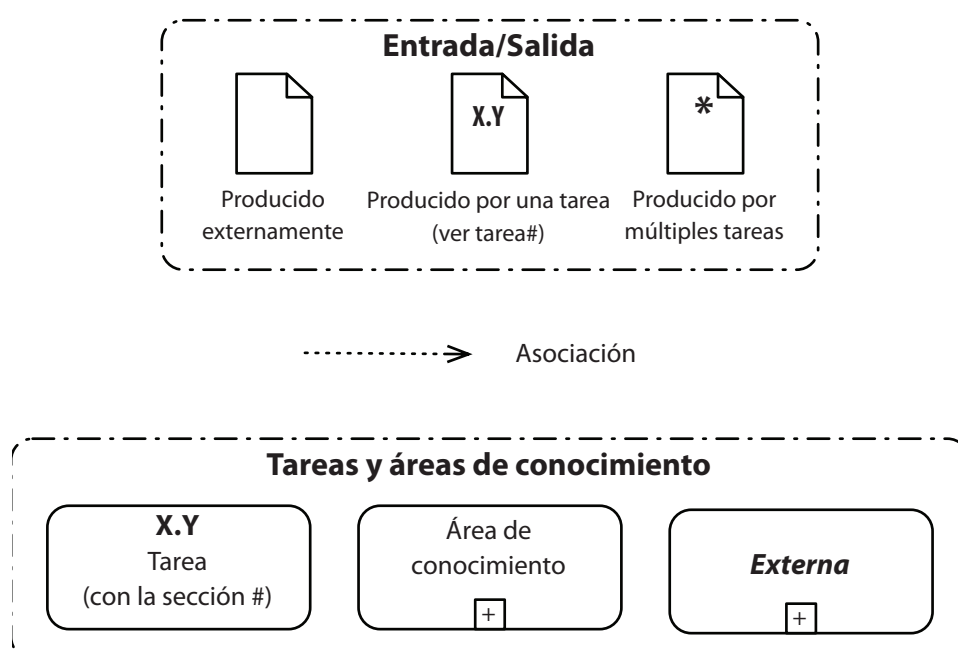 Entrada/Salida
X.Y
*
Producido
externamente
Producido por una tarea
(ver tarea#)
Producido por
múltiples tareas
Asociación
Tareas y áreas de conocimiento
X.Y
Tarea
(con la sección #)
Área de
conocimiento
+
Externa
+